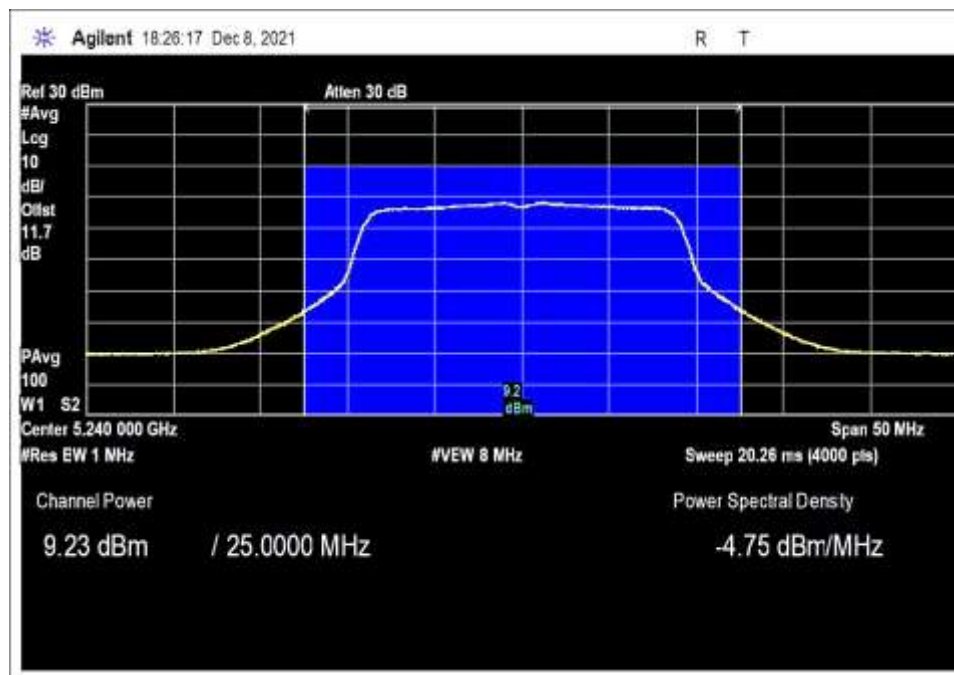 Agilent 18:26:17 Dec 8, 2021 R T
Ref 30 dBm Atten 30 dB
#Avg
Log
10
dB/
Offst
11.7
dB
9.2
dBm
PAvg
100
W1 S2
Center 5.240 000 GHz Span 50 MHz
#Res BW 1 MHz #VBW 8 MHz Sweep 20.26 ms (4000 pts)
Channel Power Power Spectral Density
9.23 dBm / 25.0000 MHz -4.75 dBm/MHz